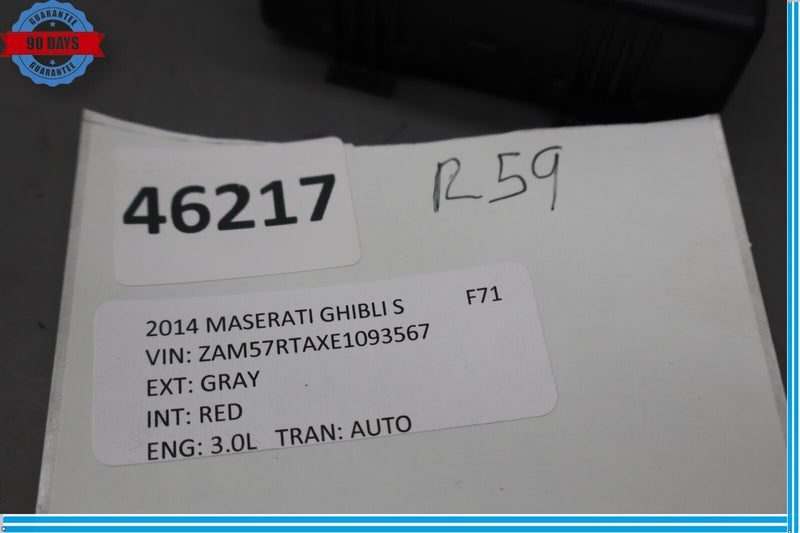 GUARANTEE
90 DAYS
GUARANTEE
46217
R59
2014 MASERATI GHIBLI S F71
VIN: ZAM57RTAXE1093567
EXT: GRAY
INT: RED
ENG: 3.0L TRAN: AUTO